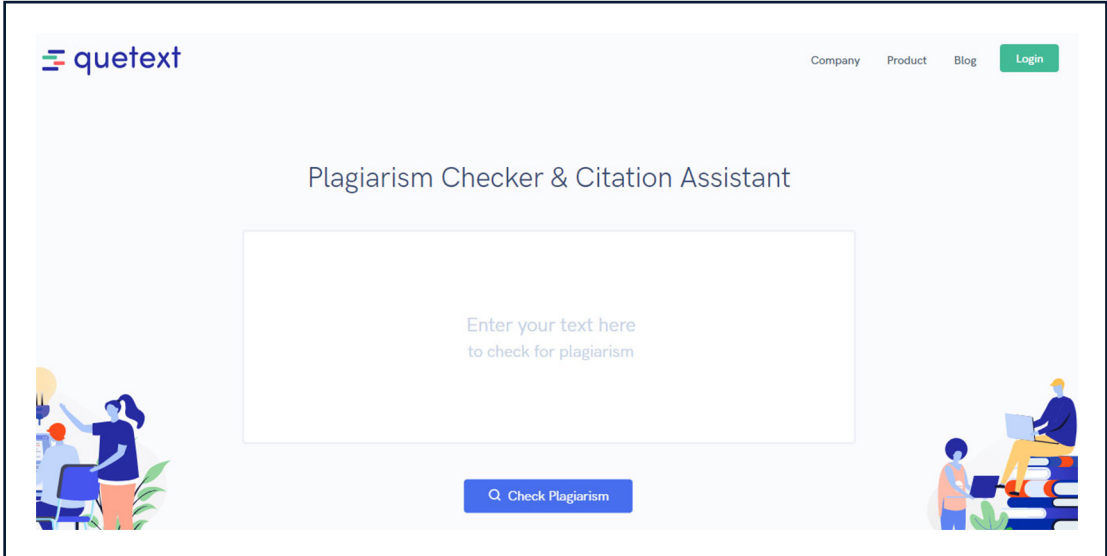 quetext
Company Product Blog Login
Plagiarism Checker & Citation Assistant
Enter your text here
to check for plagiarism
Check Plagiarism